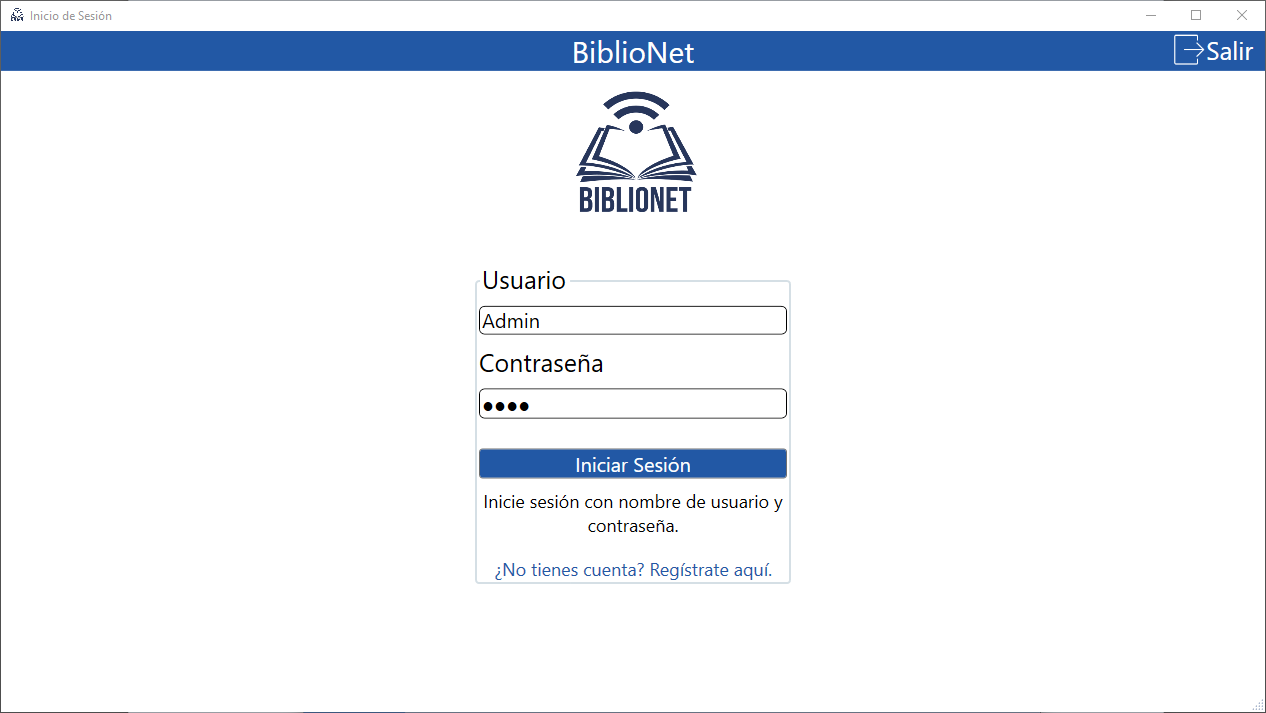 Inicio de Sesión
BiblioNet
Salir
BIBLIONET
Usuario
Admin
Contraseña
●●●●
Iniciar Sesión
Inicie sesión con nombre de usuario y
contraseña.
¿No tienes cuenta? Regístrate aquí.